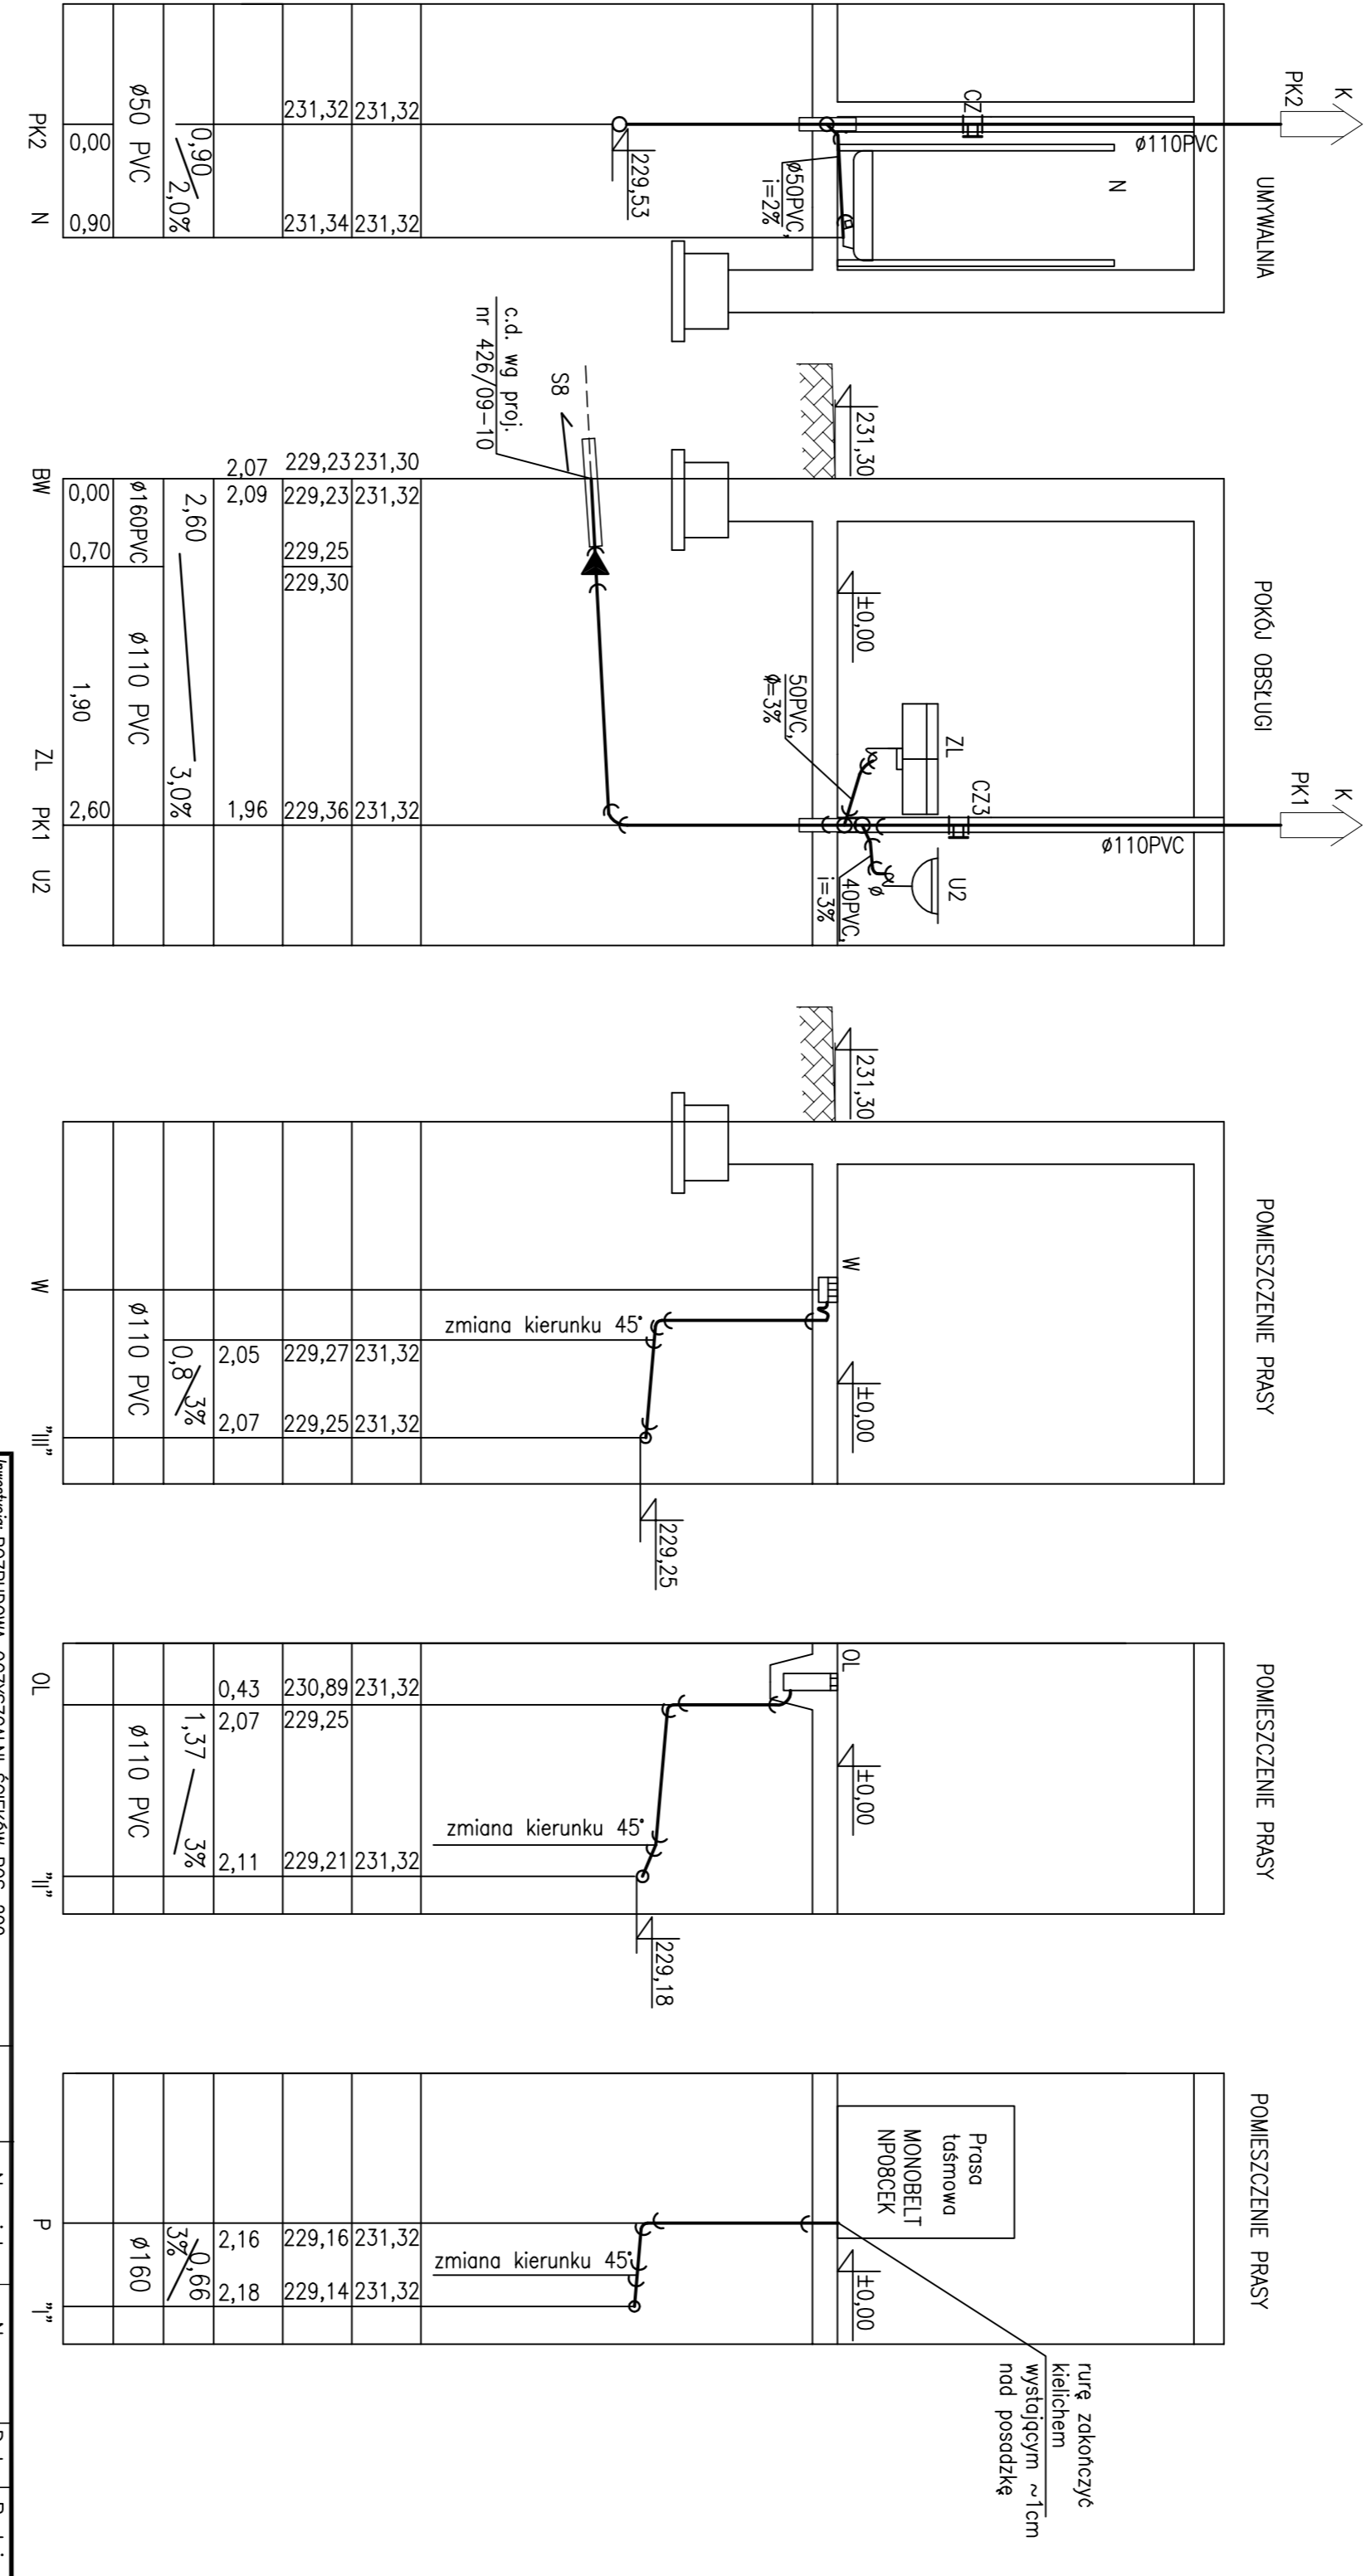 K
PK2
UMYWALNIA
CZ
ø110PVC
N
ø50PVC,
i=2%
229,53
231,32
231,32
231,34
231,32
0,90
2,0%
ø50 PVC
0,00
0,90
PK2
N
K
PK1
POKÓJ OBSŁUGI
231,30
±0,00
ZL
CZ3
ø110PVC
U2
50PVC,
ø=3%
ø
40PVC,
i=3%
c.d. wg proj.
nr 426/09-10
S8
2,07
229,23
231,30
2,09
229,23
231,32
229,25
229,30
1,96
229,36
231,32
2,60
3,0%
ø160PVC
ø110 PVC
0,00
0,70
1,90
2,60
BW
ZL
PK1
U2
POMIESZCZENIE PRASY
231,30
W
±0,00
zmiana kierunku 45°
229,25
2,05
229,27
231,32
2,07
229,25
231,32
0,8
3%
ø110 PVC
W
"III"
POMIESZCZENIE PRASY
OL
±0,00
zmiana kierunku 45°
229,18
0,43
230,89
231,32
2,07
229,25
2,11
229,21
231,32
1,37
3%
ø110 PVC
OL
"II"
POMIESZCZENIE PRASY
Prasa
taśmowa
MONOBELT
NP08CEK
±0,00
rurę zakończyć
kielichem
wystającym ~1cm
nad posadzkę
zmiana kierunku 45°
2,16
229,16
231,32
2,18
229,14
231,32
0,66
3%
ø160
P
"I"